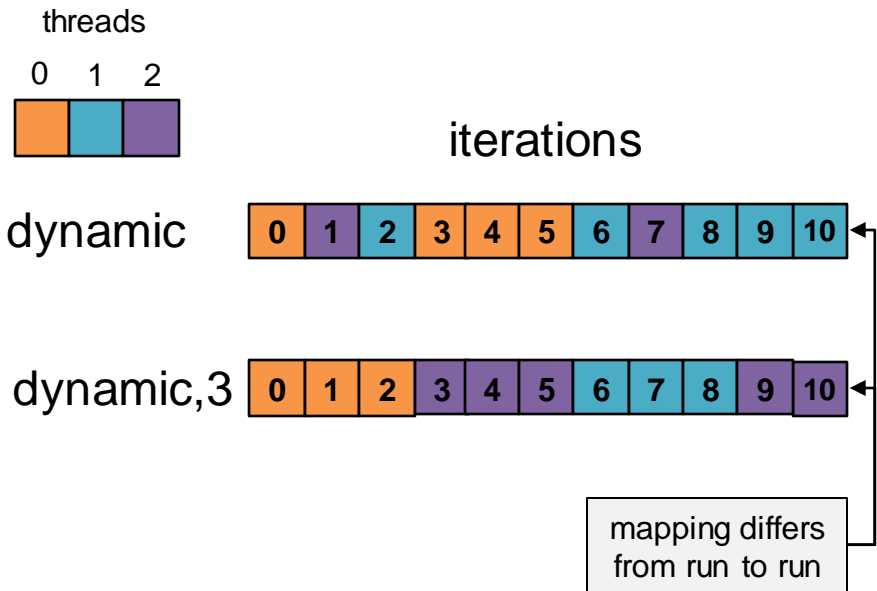 threads
0 1 2
iterations
dynamic 0 1 2 3 4 5 6 7 8 9 10
dynamic,3 0 1 2 3 4 5 6 7 8 9 10
mapping differs
from run to run